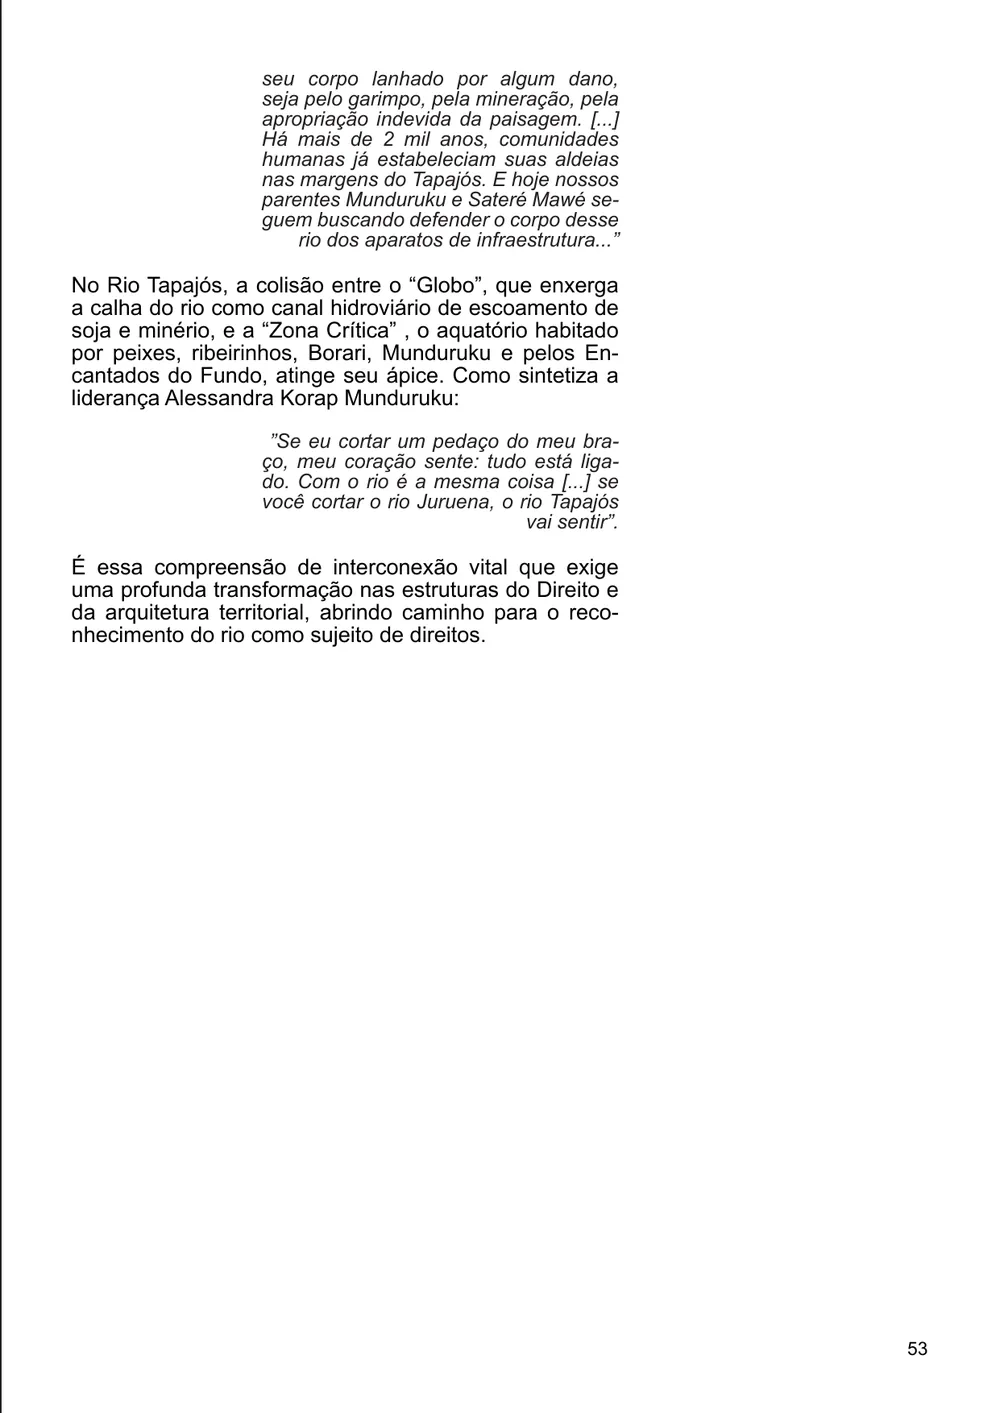 seu corpo lanhado por algum dano,
seja pelo garimpo, pela mineração, pela
apropriação indevida da paisagem. [...]
Há mais de 2 mil anos, comunidades
humanas já estabeleciam suas aldeias
nas margens do Tapajós. E hoje nossos
parentes Munduruku e Sateré Mawé se-
guem buscando defender o corpo desse
rio dos aparatos de infraestrutura...”
No Rio Tapajós, a colisão entre o “Globo”, que enxerga
a calha do rio como canal hidroviário de escoamento de
soja e minério, e a “Zona Crítica” , o aquatório habitado
por peixes, ribeirinhos, Borari, Munduruku e pelos En-
cantados do Fundo, atinge seu ápice. Como sintetiza a
liderança Alessandra Korap Munduruku:
”Se eu cortar um pedaço do meu bra-
ço, meu coração sente: tudo está liga-
do. Com o rio é a mesma coisa [...] se
você cortar o rio Juruena, o rio Tapajós
vai sentir”.
É essa compreensão de interconexão vital que exige
uma profunda transformação nas estruturas do Direito e
da arquitetura territorial, abrindo caminho para o reco-
nhecimento do rio como sujeito de direitos.
53